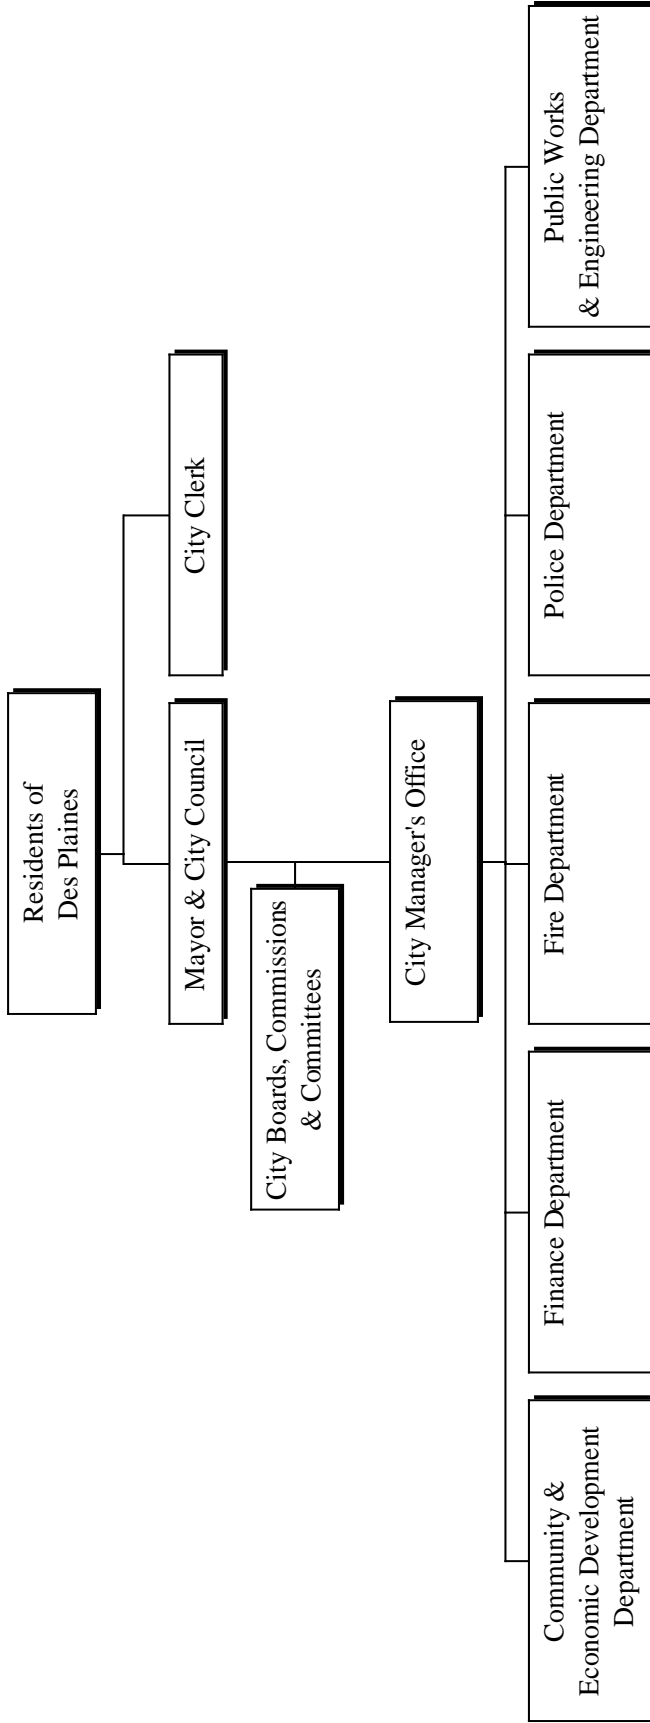 Residents of
Des Plaines
Mayor & City Council
City Clerk
City Boards, Commissions
& Committees
City Manager's Office
Community &
Economic Development
Department
Finance Department
Fire Department
Police Department
Public Works
& Engineering Department